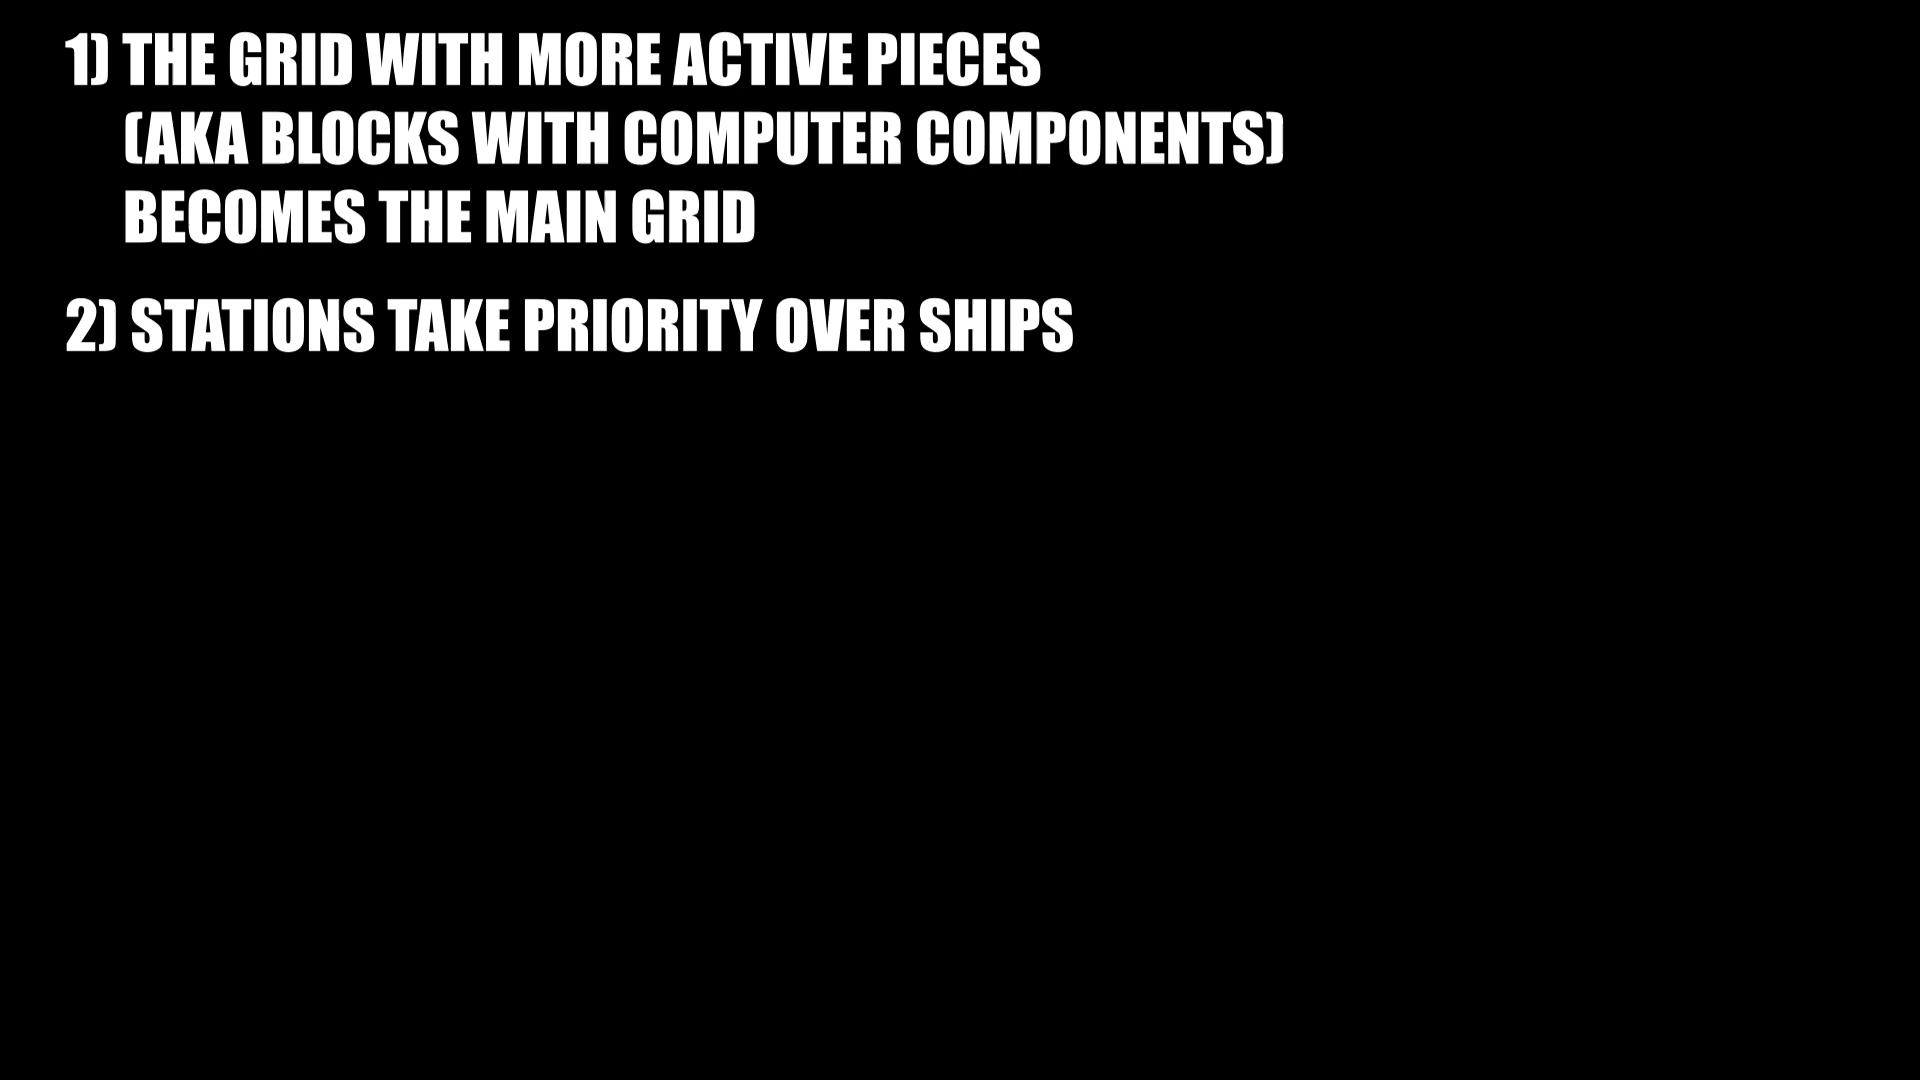 1) THE GRID WITH MORE ACTIVE PIECES
(AKA BLOCKS WITH COMPUTER COMPONENTS)
BECOMES THE MAIN GRID
2) STATIONS TAKE PRIORITY OVER SHIPS